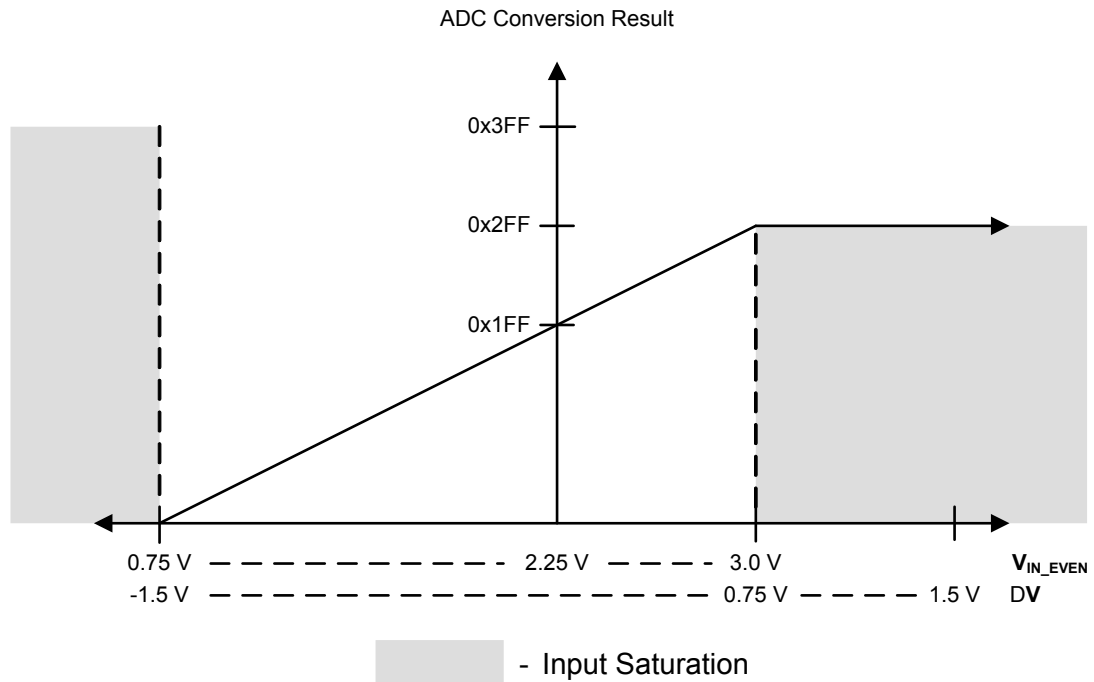 ADC Conversion Result
0x3FF
0x2FF
0x1FF
0.75 V 2.25 V 3.0 V VIN_EVEN
-1.5 V 0.75 V 1.5 V DV
- Input Saturation